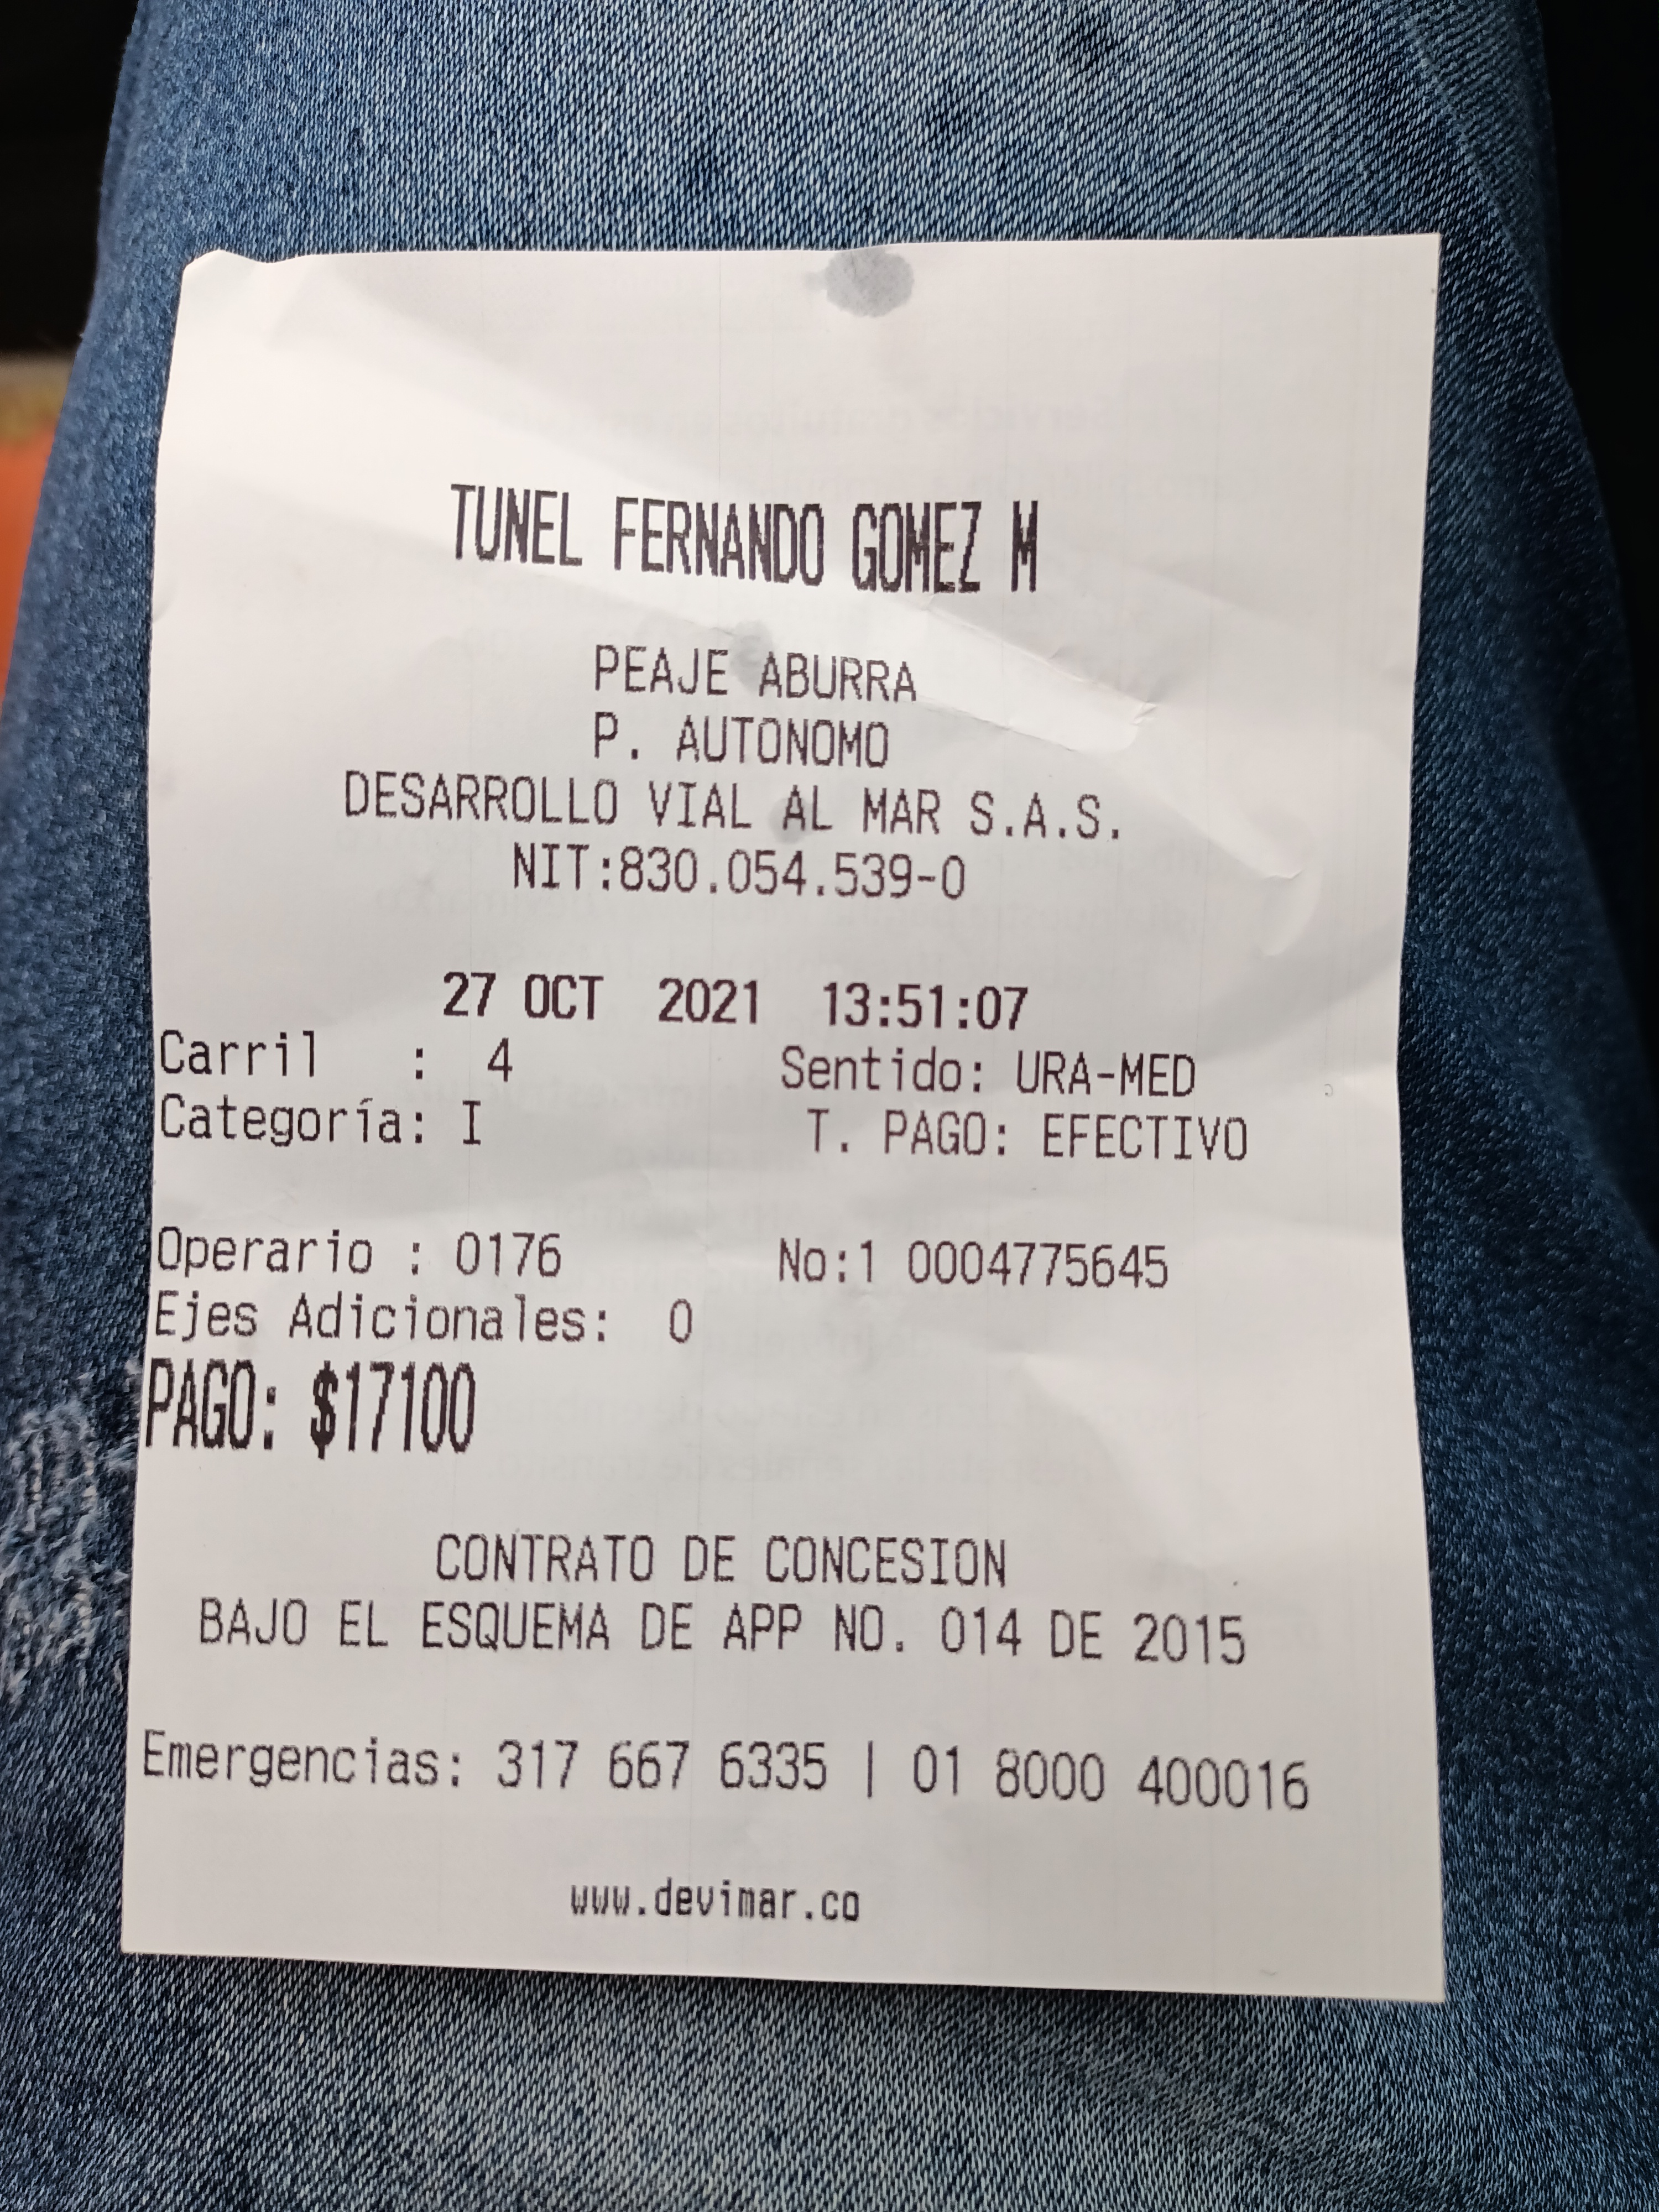 TUNEL FERNANDO GOMEZ M
PEAJE ABURRA
P. AUTONOMO
DESARROLLO VIAL AL MAR S.A.S.
NIT:830.054.539-0
27 OCT 2021 13:51:07
Carril : 4 Sentido: URA-MED
Categoría: I T. PAGO: EFECTIVO
Operario : 0176 No:1 0004775645
Ejes Adicionales: 0
PAGO: $17100
CONTRATO DE CONCESION
BAJO EL ESQUEMA DE APP NO. 014 DE 2015
Emergencias: 317 667 6335 | 01 8000 400016
www.devimar.co